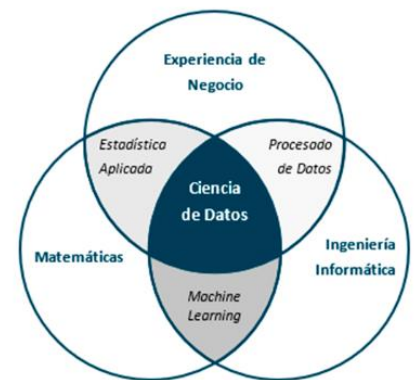 Experiencia de
Negocio
Estadística
Aplicada
Procesado
de Datos
Ciencia
de Datos
Matemáticas
Ingeniería
Informática
Machine
Learning